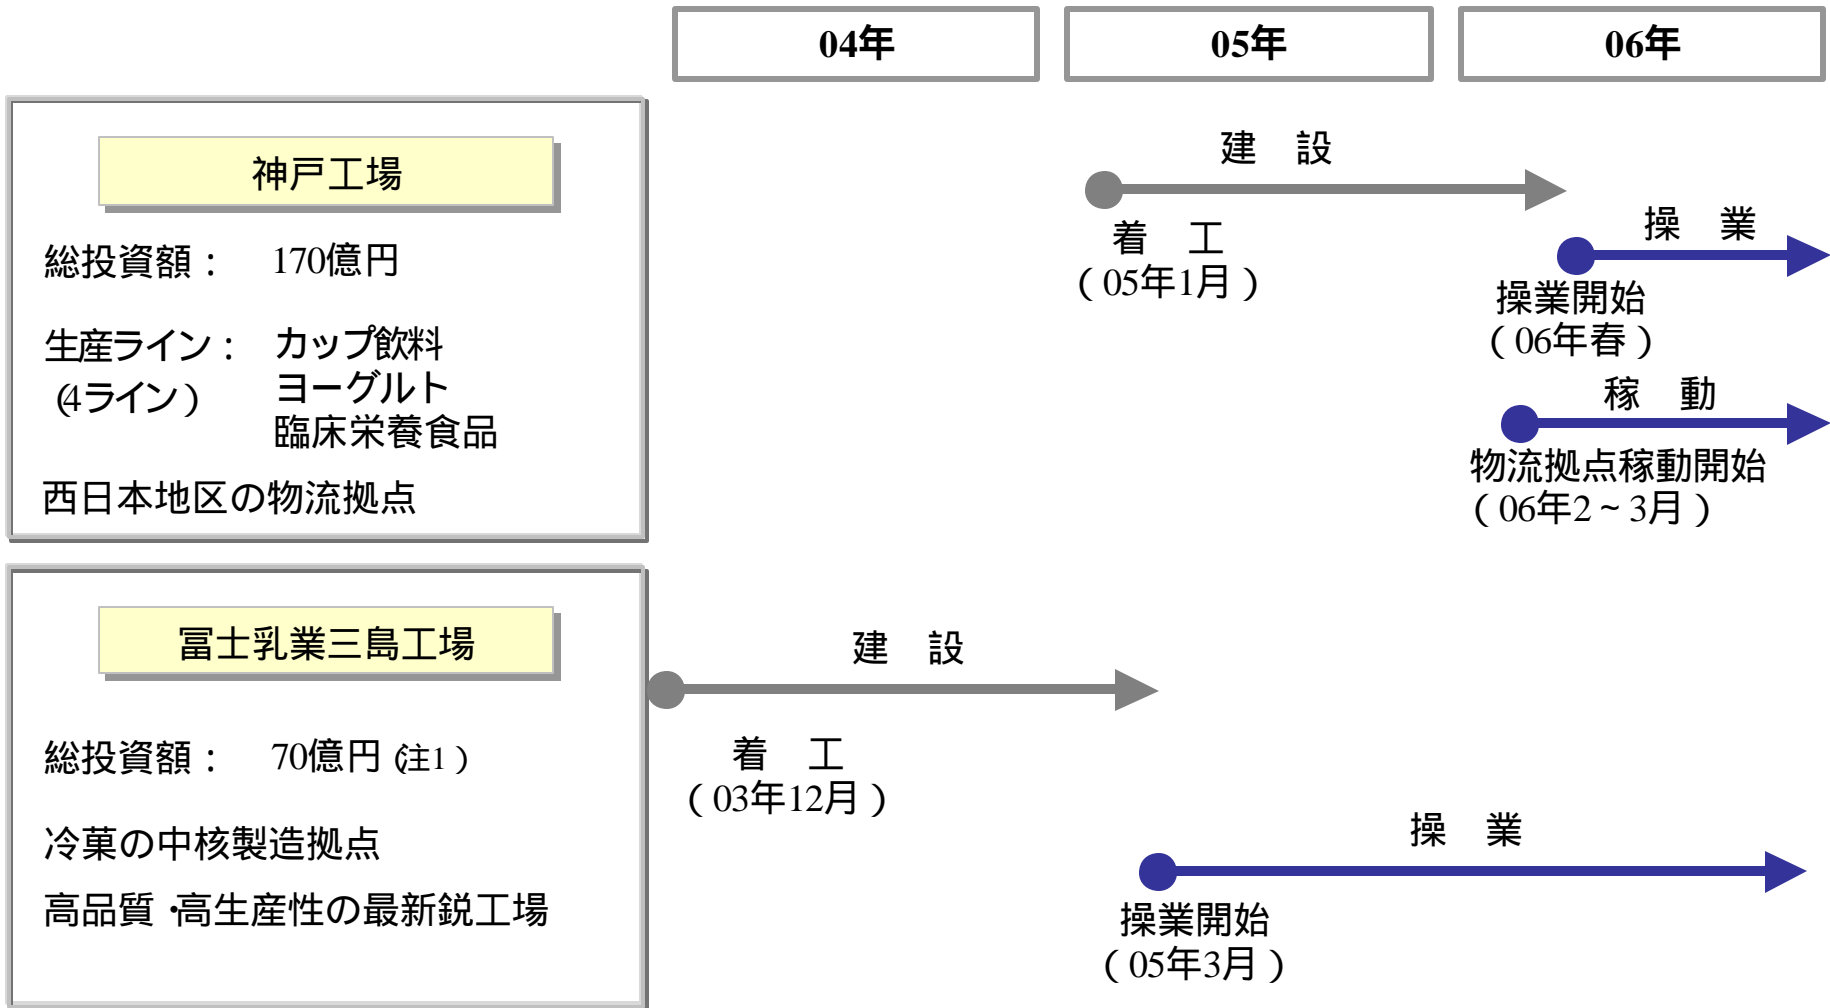 04年
05年
06年
神戸工場
総投資額： 170億円
生産ライン： カップ飲料
(4ライン） ヨーグルト
臨床栄養食品
西日本地区の物流拠点
建 設
着 工
（05年1月）
操 業
操業開始
（06年春）
稼 動
物流拠点稼動開始
（06年2～3月）
冨士乳業三島工場
総投資額： 70億円 (注1）
冷菓の中核製造拠点
高品質・高生産性の最新鋭工場
建 設
着 工
（03年12月）
操 業
操業開始
（05年3月）